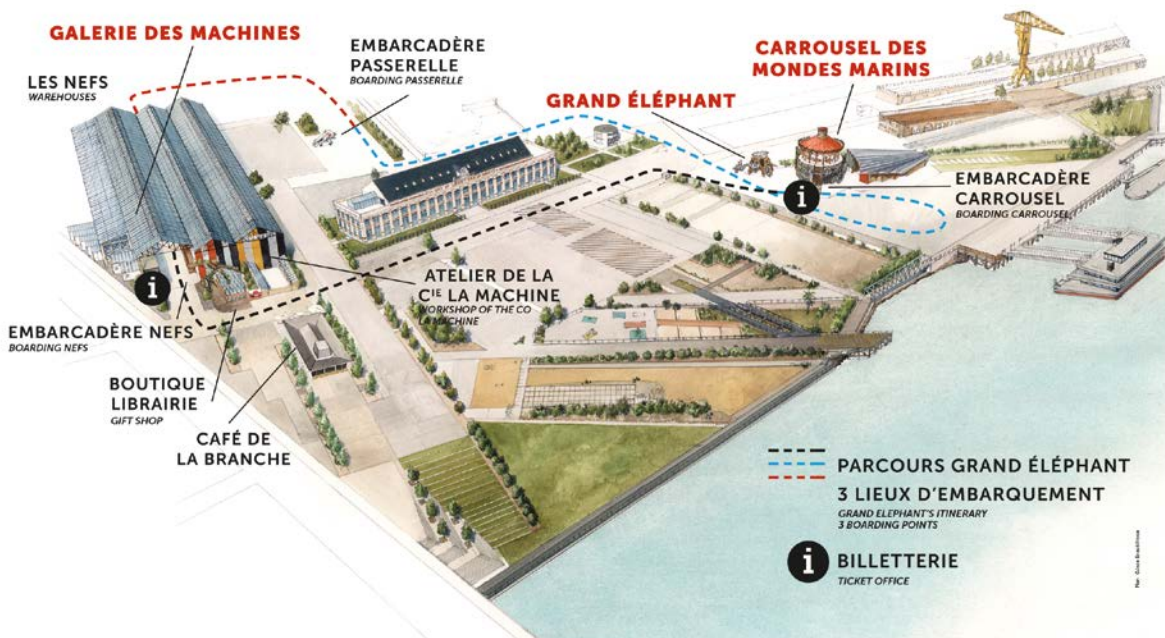 GALERIE DES MACHINES
LES NEFS
WAREHOUSES
EMBARCADÈRE
PASSERELLE
BOARDING PASSERELLE
GRAND ÉLÉPHANT
CARROUSEL DES
MONDES MARINS
i
EMBARCADÈRE
CARROUSEL
BOARDING CARROUSEL
i
ATELIER DE LA
CIE LA MACHINE
WORKSHOP OF THE CO
LA MACHINE
EMBARCADÈRE NEFS
BOARDING NEFS
BOUTIQUE
LIBRAIRIE
GIFT SHOP
CAFÉ DE
LA BRANCHE
PARCOURS GRAND ÉLÉPHANT
3 LIEUX D'EMBARQUEMENT
GRAND ELEPHANT'S ITINERARY
3 BOARDING POINTS
i
BILLETTERIE
TICKET OFFICE